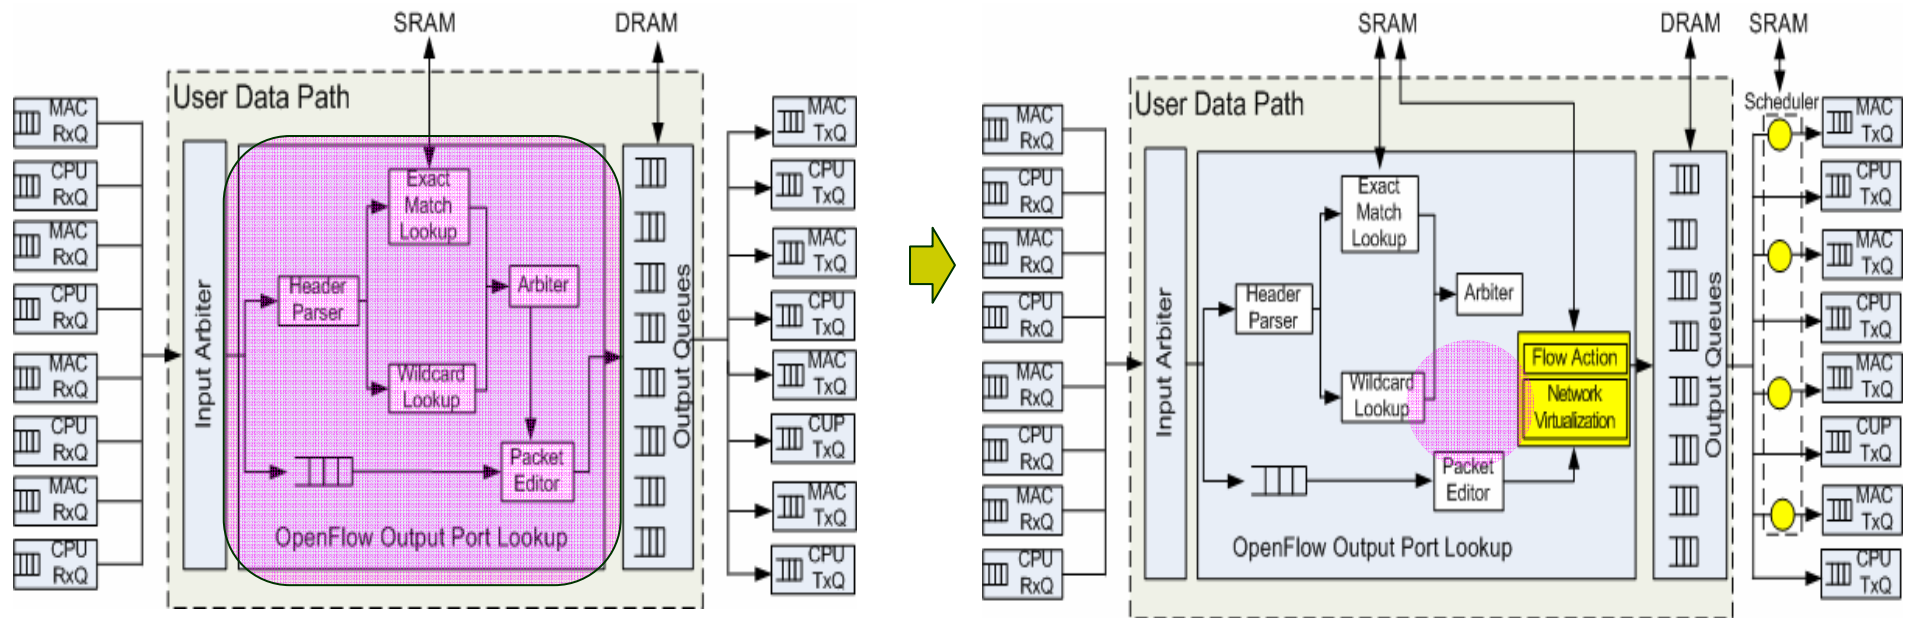 SRAM
DRAM
User Data Path
MAC
RxQ
CPU
RxQ
MAC
RxQ
CPU
RxQ
MAC
RxQ
CPU
RxQ
MAC
RxQ
CPU
RxQ
Input Arbiter
Header
Parser
Exact
Match
Lookup
Wildcard
Lookup
Arbiter
Packet
Editor
OpenFlow Output Port Lookup
Output Queues
MAC
TxQ
CPU
TxQ
MAC
TxQ
CPU
TxQ
MAC
TxQ
CUP
TxQ
MAC
TxQ
CPU
TxQ
SRAM
DRAM
SRAM
User Data Path
Scheduler
MAC
RxQ
CPU
RxQ
MAC
RxQ
CPU
RxQ
MAC
RxQ
CPU
RxQ
MAC
RxQ
CPU
RxQ
Input Arbiter
Header
Parser
Exact
Match
Lookup
Wildcard
Lookup
Arbiter
Flow Action
Network
Virtualization
Packet
Editor
OpenFlow Output Port Lookup
Output Queues
MAC
TxQ
CPU
TxQ
MAC
TxQ
CPU
TxQ
MAC
TxQ
CUP
TxQ
MAC
TxQ
CPU
TxQ